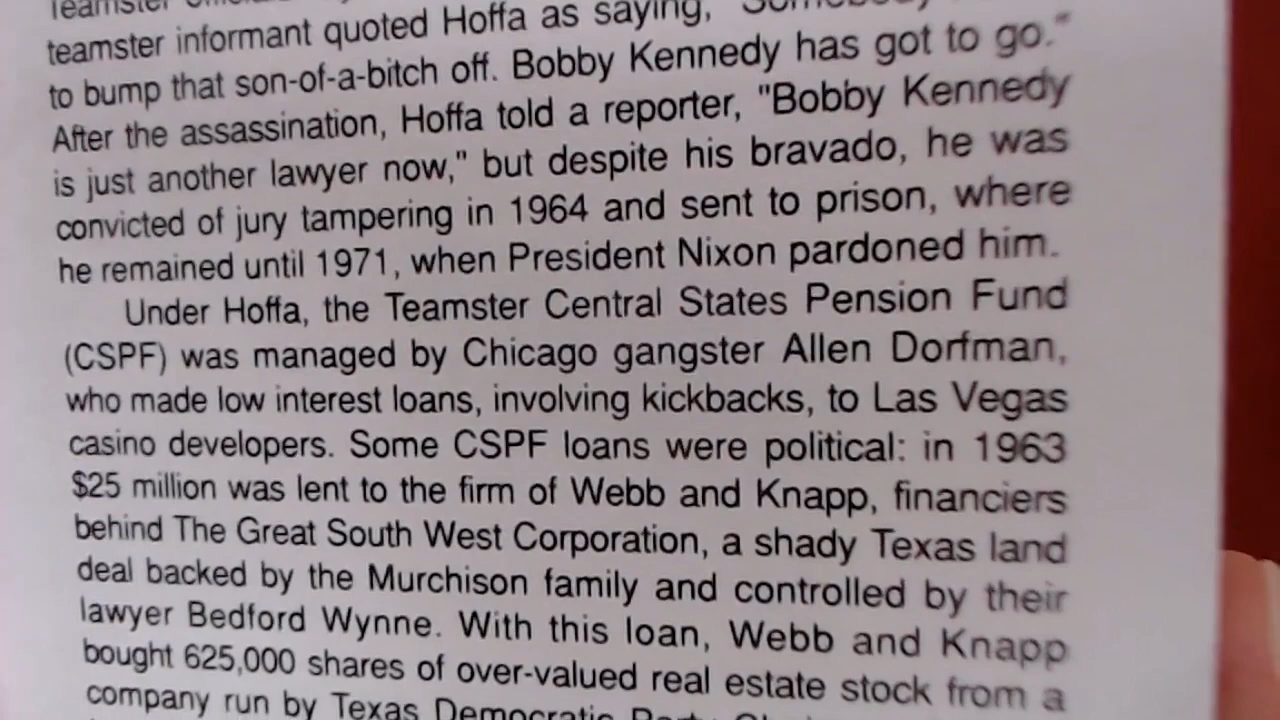 teamster informant quoted Hoffa as saying, "Somebody
to bump that son-of-a-bitch off. Bobby Kennedy has got to go."
After the assassination, Hoffa told a reporter, "Bobby Kennedy
is just another lawyer now," but despite his bravado, he was
convicted of jury tampering in 1964 and sent to prison, where
he remained until 1971, when President Nixon pardoned him.
Under Hoffa, the Teamster Central States Pension Fund
(CSPF) was managed by Chicago gangster Allen Dorfman,
who made low interest loans, involving kickbacks, to Las Vegas
casino developers. Some CSPF loans were political: in 1963
$25 million was lent to the firm of Webb and Knapp, financiers
behind The Great South West Corporation, a shady Texas land
deal backed by the Murchison family and controlled by their
lawyer Bedford Wynne. With this loan, Webb and Knapp
bought 625,000 shares of over-valued real estate stock from a
company run by Texas Democratic Party